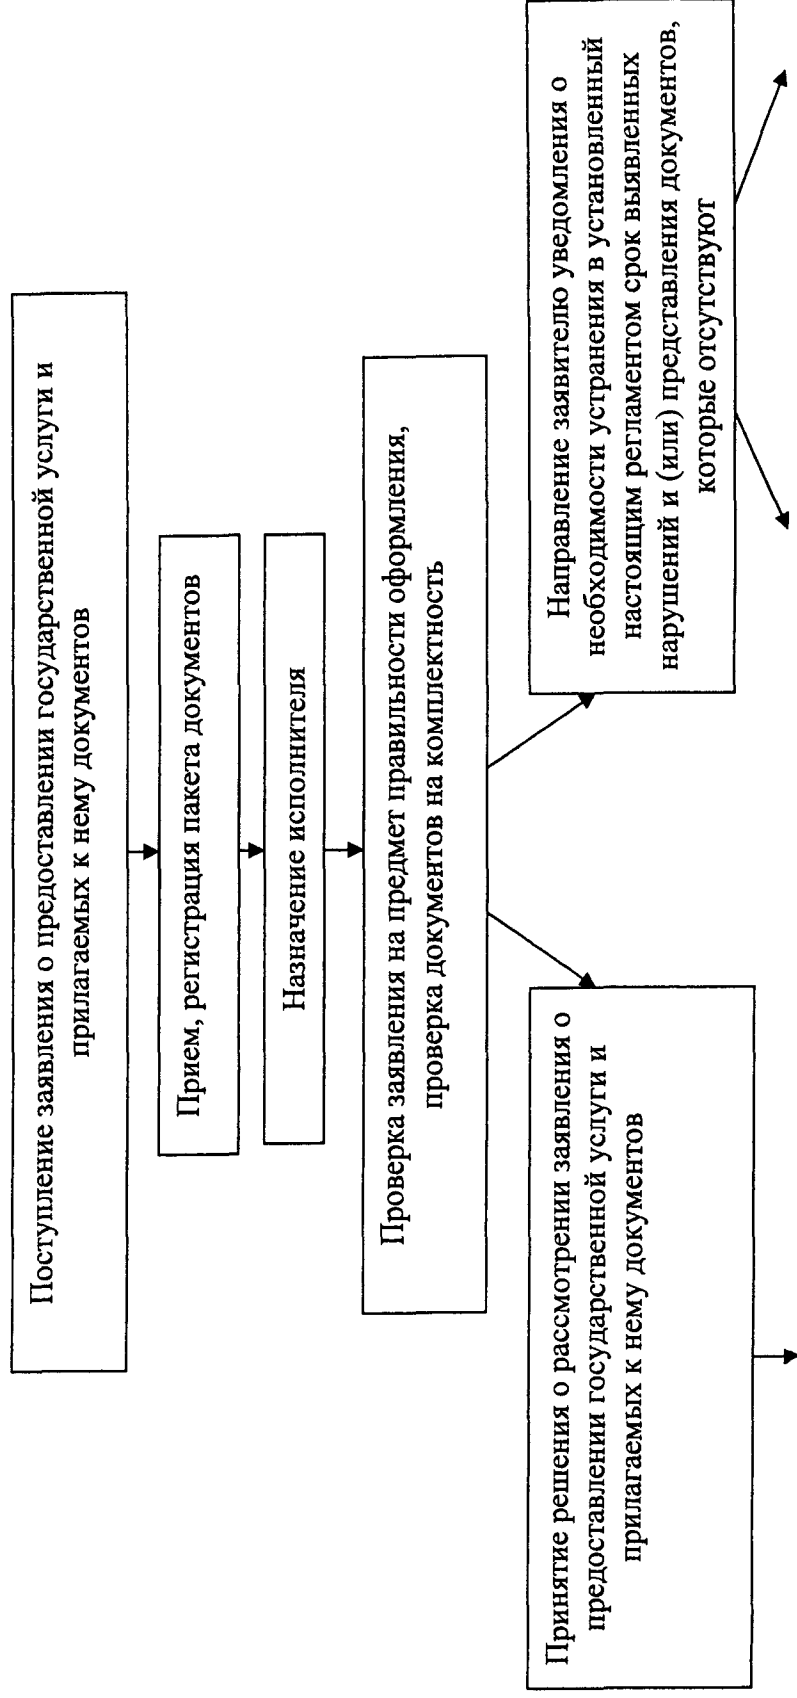 Поступление заявления о предоставлении государственной услуги и
прилагаемых к нему документов
Прием, регистрация пакета документов
Назначение исполнителя
Проверка заявления на предмет правильности оформления,
проверка документов на комплектность
Принятие решения о рассмотрении заявления о
предоставлении государственной услуги и
прилагаемых к нему документов
Направление заявителю уведомления о
необходимости устранения в установленный
настоящим регламентом срок выявленных
нарушений и (или) представления документов,
которые отсутствуют